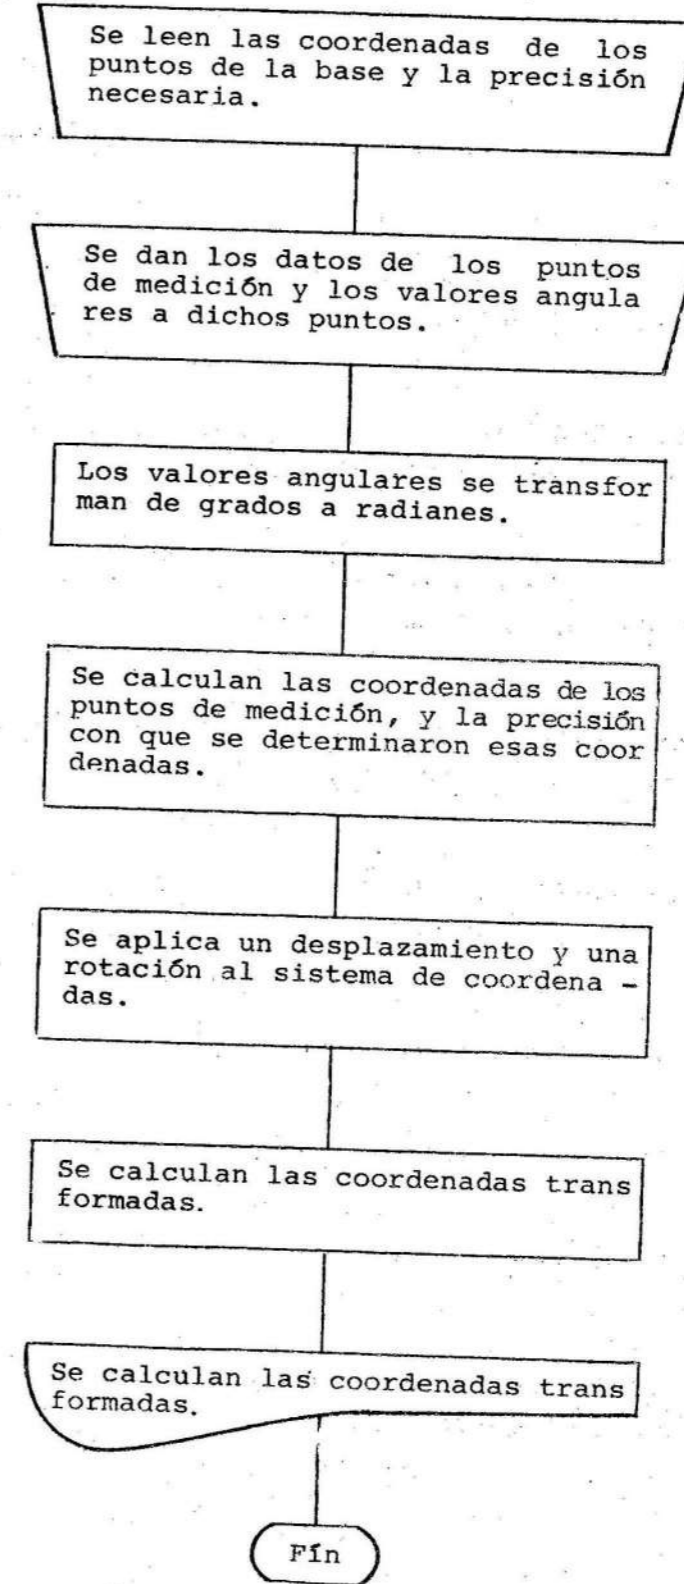 Se leen las coordenadas de los
puntos de la base y la precisión
necesaria.
Se dan los datos de los puntos
de medición y los valores angula
res a dichos puntos.
Los valores angulares se transfor
man de grados a radianes.
Se calculan las coordenadas de los
puntos de medición, y la precisión
con que se determinaron esas coor
denadas.
Se aplica un desplazamiento y una
rotación al sistema de coordena -
das.
Se calculan las coordenadas trans
formadas.
Se calculan las coordenadas trans
formadas.
Fín